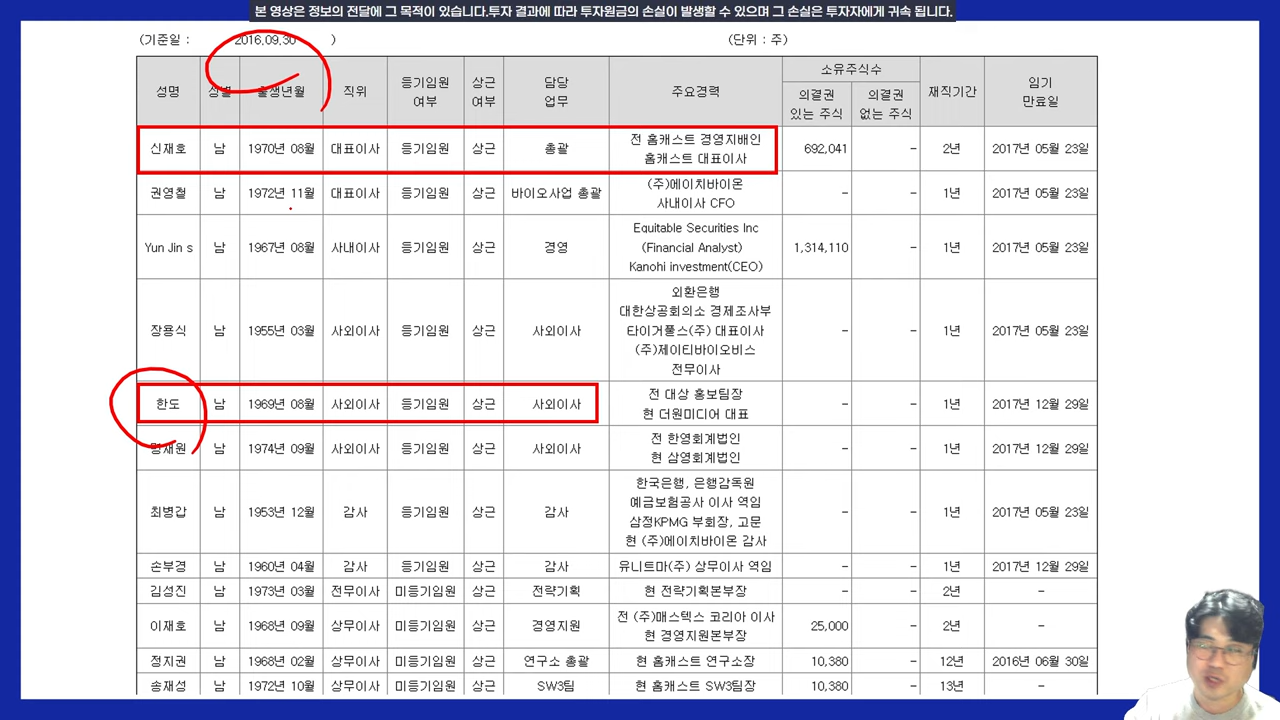 본 영상은 정보의 전달에 그 목적이 있습니다.투자 결과에 따라 투자원금의 손실이 발생할 수 있으며 그 손실은 투자자에게 귀속 됩니다.
(기준일 : 2016.09.30 ) (단위 : 주)
성명 성별 출생년월 직위 등기임원 여부 상근 여부 담당 업무 주요경력 소유주식수 재직기간 임기 만료일
의결권 있는 주식 의결권 없는 주식
신재호 남 1970년 08월 대표이사 등기임원 상근 총괄 전 홈캐스트 경영지배인 692,041 - 2년 2017년 05월 23일
홈캐스트 대표이사
권영철 남 1972년 11월 대표이사 등기임원 상근 바이오사업 총괄 (주)에이치바이온 - - 1년 2017년 05월 23일
사내이사 CFO
Yun Jin s 남 1967년 08월 사내이사 등기임원 상근 경영 Equitable Securities Inc 1,314,110 - 1년 2017년 05월 23일
(Financial Analyst)
Kanohi investment(CEO)
장용식 남 1955년 03월 사외이사 등기임원 상근 사외이사 외환은행 - - 1년 2017년 05월 23일
대한상공회의소 경제조사부
타이거풀스(주) 대표이사
(주)제이티바이오비스
전무이사
한도 남 1969년 08월 사외이사 등기임원 상근 사외이사 전 대상 홍보팀장 - - 1년 2017년 12월 29일
현 더원미디어 대표
남 1974년 09월 사외이사 등기임원 상근 사외이사 전 한영회계법인 - - 1년 2017년 12월 29일
현 삼영회계법인
최병갑 남 1953년 12월 감사 등기임원 상근 감사 한국은행, 은행감독원 - - 1년 2017년 05월 23일
예금보험공사 이사 역임
삼정KPMG 부회장, 고문
현 (주)에이치바이온 감사
손부경 남 1960년 04월 감사 등기임원 상근 감사 유니트마(주) 상무이사 역임 - - 1년 2017년 12월 29일
김성진 남 1973년 03월 전무이사 미등기임원 상근 전략기획 현 전략기획본부장 - - 2년 -
이재호 남 1968년 09월 상무이사 미등기임원 상근 경영지원 전 (주)매스텍스 코리아 이사 25,000 - 2년 -
현 경영지원본부장
정지권 남 1968년 02월 상무이사 미등기임원 상근 연구소 총괄 현 홈캐스트 연구소장 10,380 - 12년 2016년 06월 30일
송재성 남 1972년 10월 상무이사 미등기임원 상근 SW3팀 현 홈캐스트 SW3팀장 10,380 - 13년 -